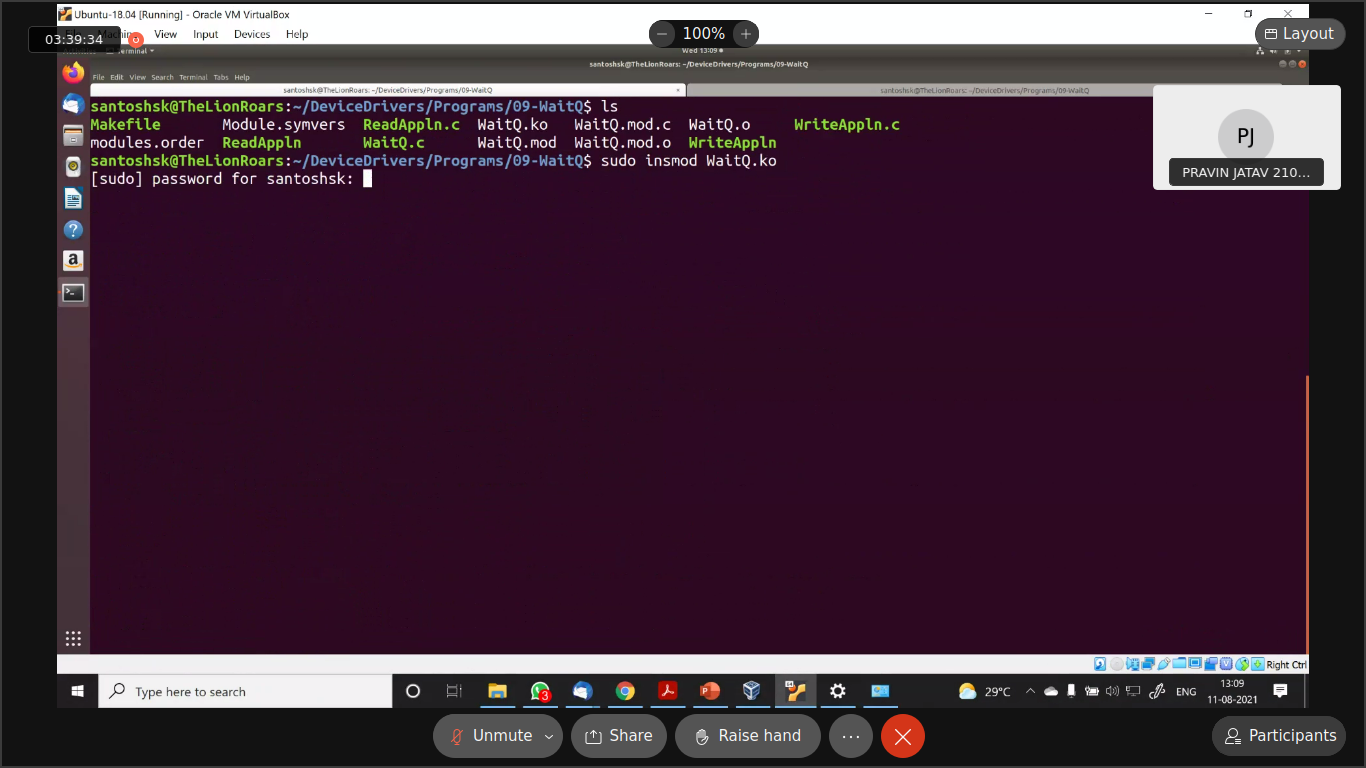 Ubuntu-18.04 [Running] - Oracle VM VirtualBox
Machine View Input Devices Help
03:39:34
100%
Layout
Terminal
Wed 13:09
santoshsk@TheLionRoars: ~/DeviceDrivers/Programs/09-WaitQ
File Edit View Search Terminal Tabs Help
santoshsk@TheLionRoars: ~/DeviceDrivers/Programs/09-WaitQ
santoshsk@TheLionRoars: ~/DeviceDrivers/Programs/09-WaitQ
santoshsk@TheLionRoars:~/DeviceDrivers/Programs/09-WaitQ$ ls
Makefile Module.symvers ReadAppln.c WaitQ.ko WaitQ.mod.c WaitQ.o WriteAppln.c
modules.order ReadAppln WaitQ.c WaitQ.mod WaitQ.mod.o WriteAppln
santoshsk@TheLionRoars:~/DeviceDrivers/Programs/09-WaitQ$ sudo insmod WaitQ.ko
[sudo] password for santoshsk:
PJ
PRAVIN JATAV 210...
Right Ctrl
Type here to search
3
29°C
ENG
13:09
11-08-2021
Unmute
Share
Raise hand
Participants